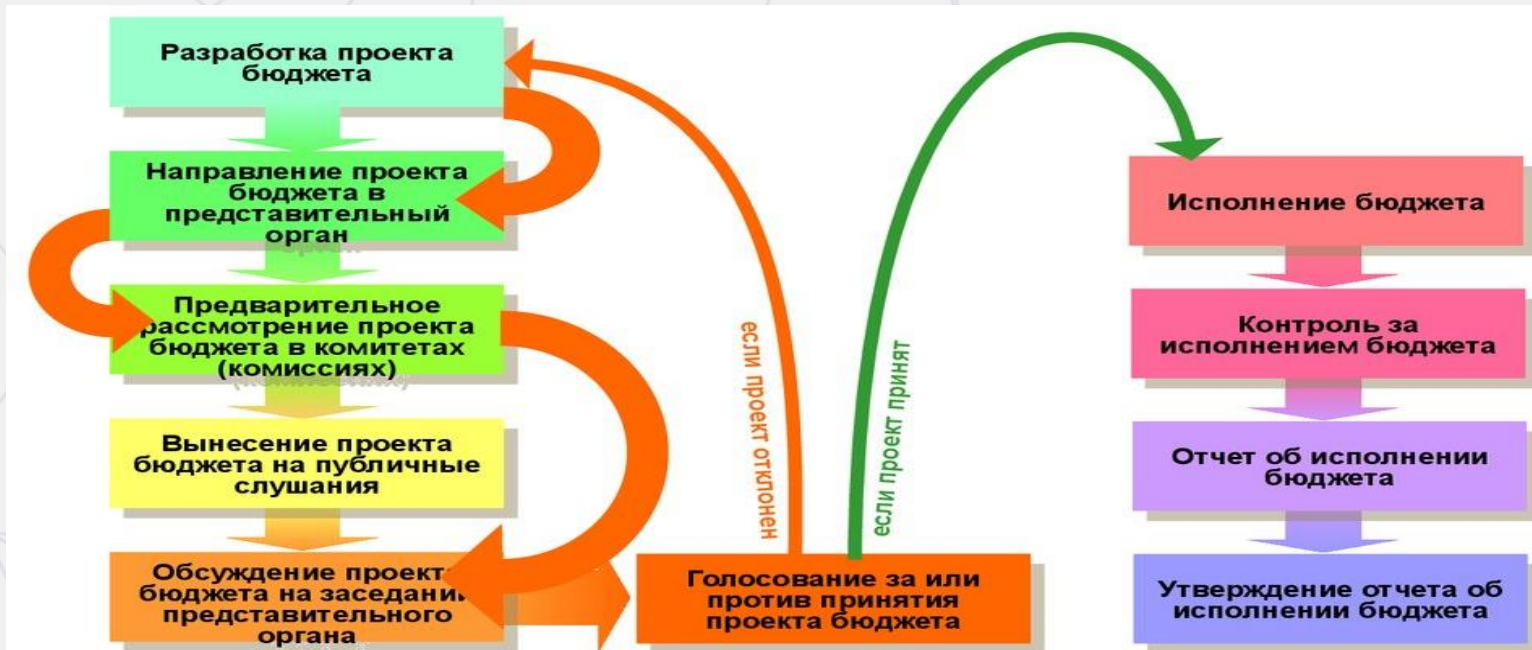 Разработка проекта
бюджета
Направление проекта
бюджета в
представительный
орган
Предварительное
рассмотрение проекта
бюджета в комитетах
(комиссиях)
Вынесение проекта
бюджета на публичные
слушания
Обсуждение проекта
бюджета на заседании
представительного
органа
если проект отклонен
Голосование за или
против принятия
проекта бюджета
если проект принят
Исполнение бюджета
Контроль за
исполнением бюджета
Отчет об исполнении
бюджета
Утверждение отчета об
исполнении бюджета